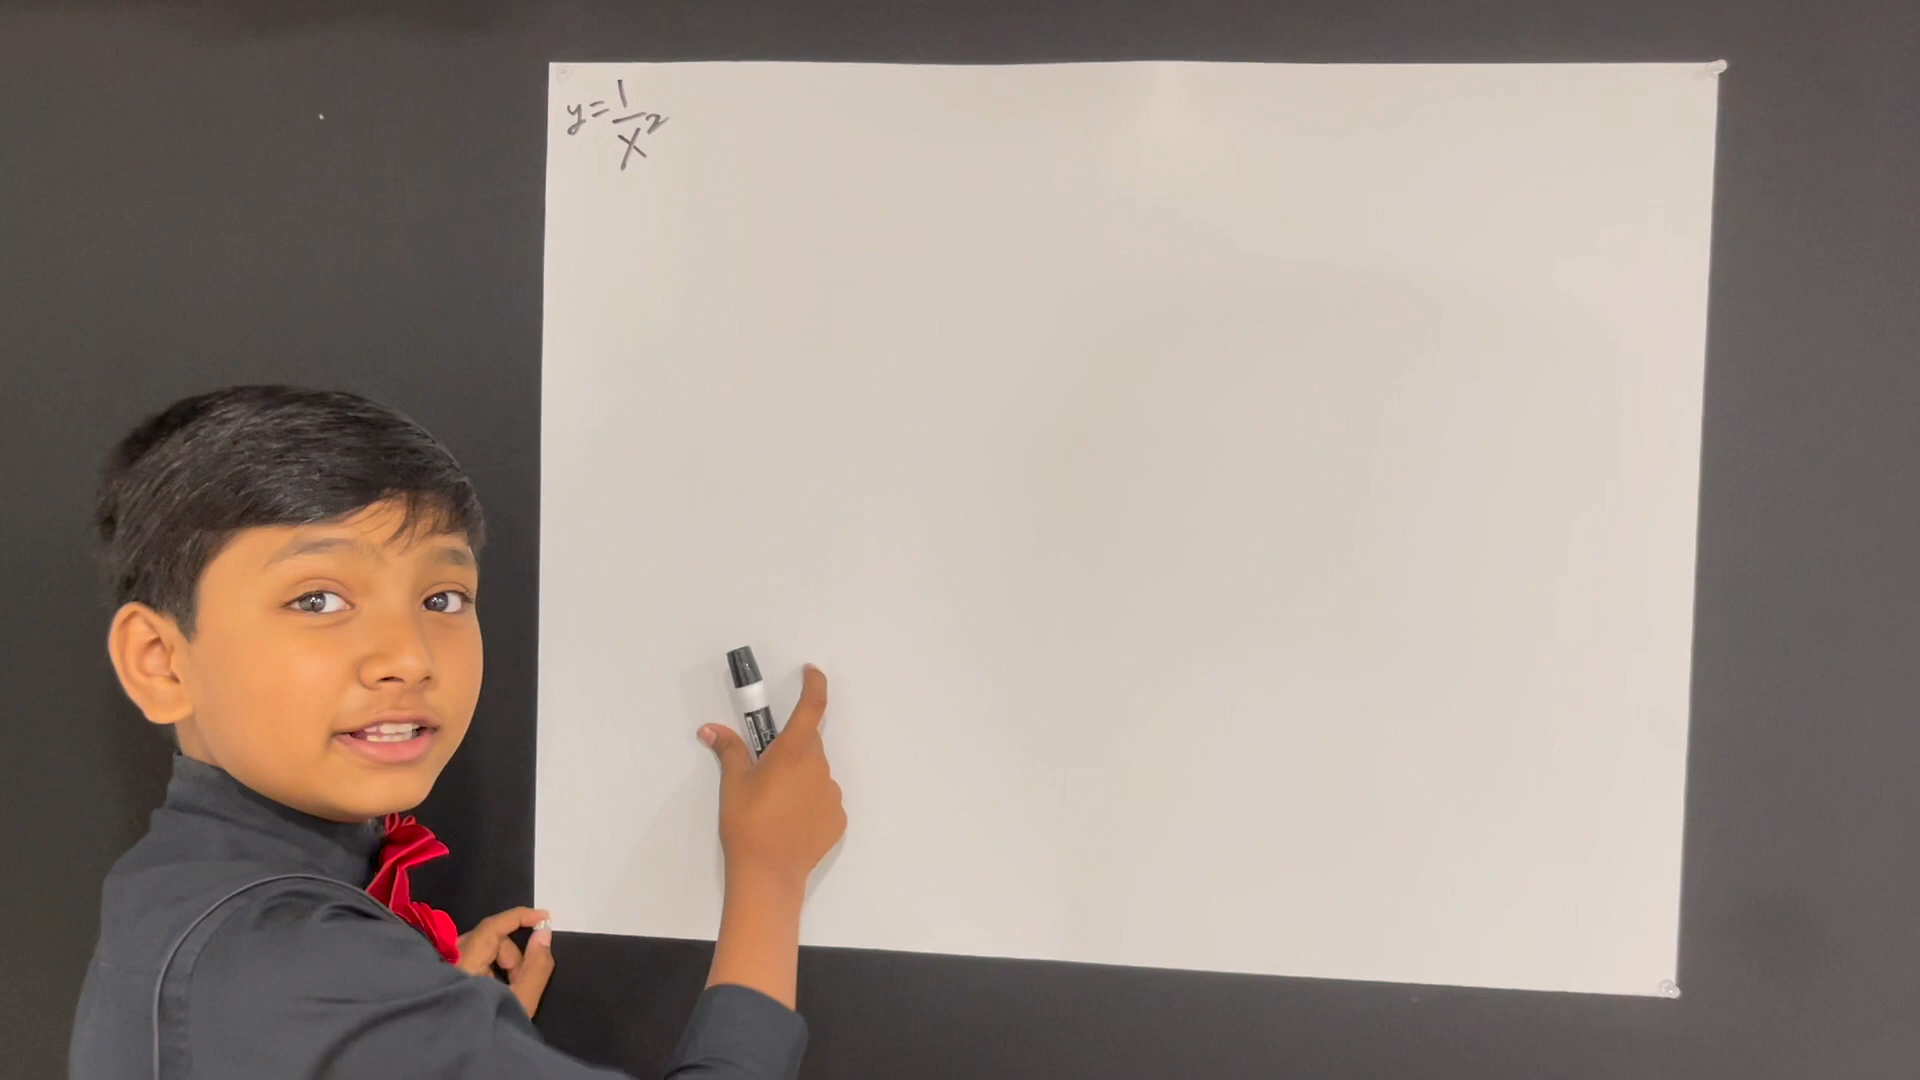 y = 1/x²